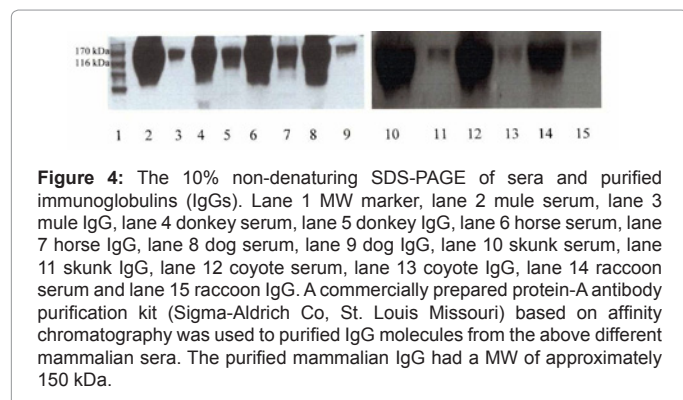 170 kDa
116 kDa
1 2 3 4 5 6 7 8 9 10 11 12 13 14 15
Figure 4: The 10% non-denaturing SDS-PAGE of sera and purified
immunoglobulins (IgGs). Lane 1 MW marker, lane 2 mule serum, lane 3
mule IgG, lane 4 donkey serum, lane 5 donkey IgG, lane 6 horse serum, lane
7 horse IgG, lane 8 dog serum, lane 9 dog IgG, lane 10 skunk serum, lane
11 skunk IgG, lane 12 coyote serum, lane 13 coyote IgG, lane 14 raccoon
serum and lane 15 raccoon IgG. A commercially prepared protein-A antibody
purification kit (Sigma-Aldrich Co, St. Louis Missouri) based on affinity
chromatography was used to purified IgG molecules from the above different
mammalian sera. The purified mammalian IgG had a MW of approximately
150 kDa.